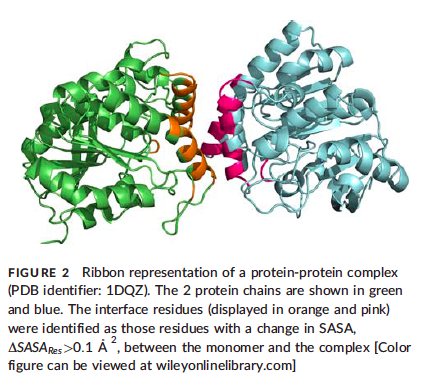 FIGURE 2 Ribbon representation of a protein-protein complex
(PDB identifier: 1DQZ). The 2 protein chains are shown in green
and blue. The interface residues (displayed in orange and pink)
were identified as those residues with a change in SASA,
ΔSASARes>0.1 Å 2, between the monomer and the complex [Color
figure can be viewed at wileyonlinelibrary.com]